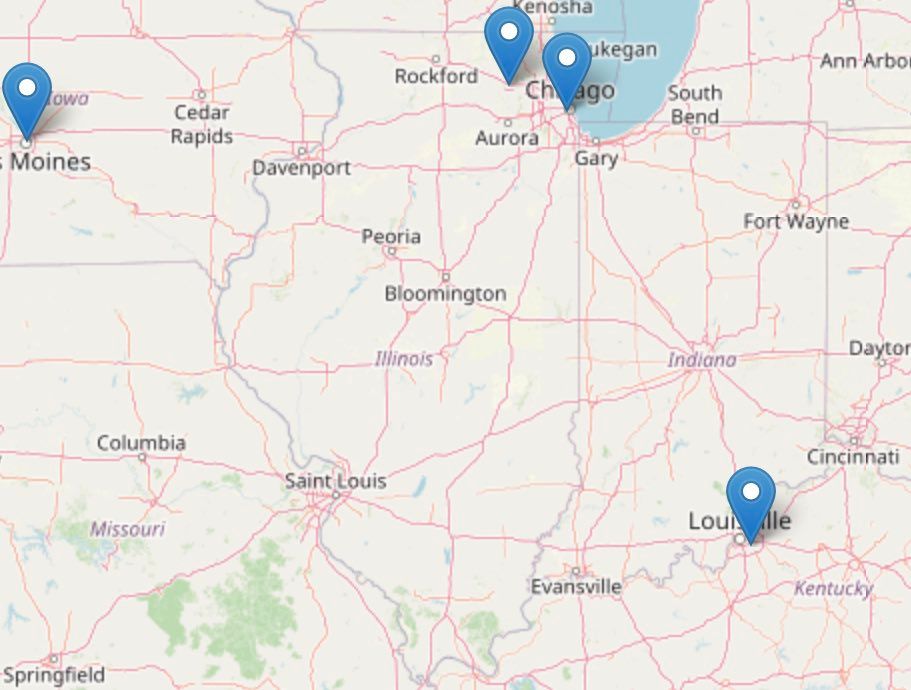 Kenosha
ukegan
Iowa
Rockford
Chicago
Ann Arbor
Cedar
Rapids
South
Bend
Aurora
s Moines
Davenport
Gary
Fort Wayne
Peoria
Bloomington
Illinois
Indiana
Dayton
Columbia
Cincinnati
Saint Louis
Missouri
Louisville
Evansville
Kentucky
Springfield